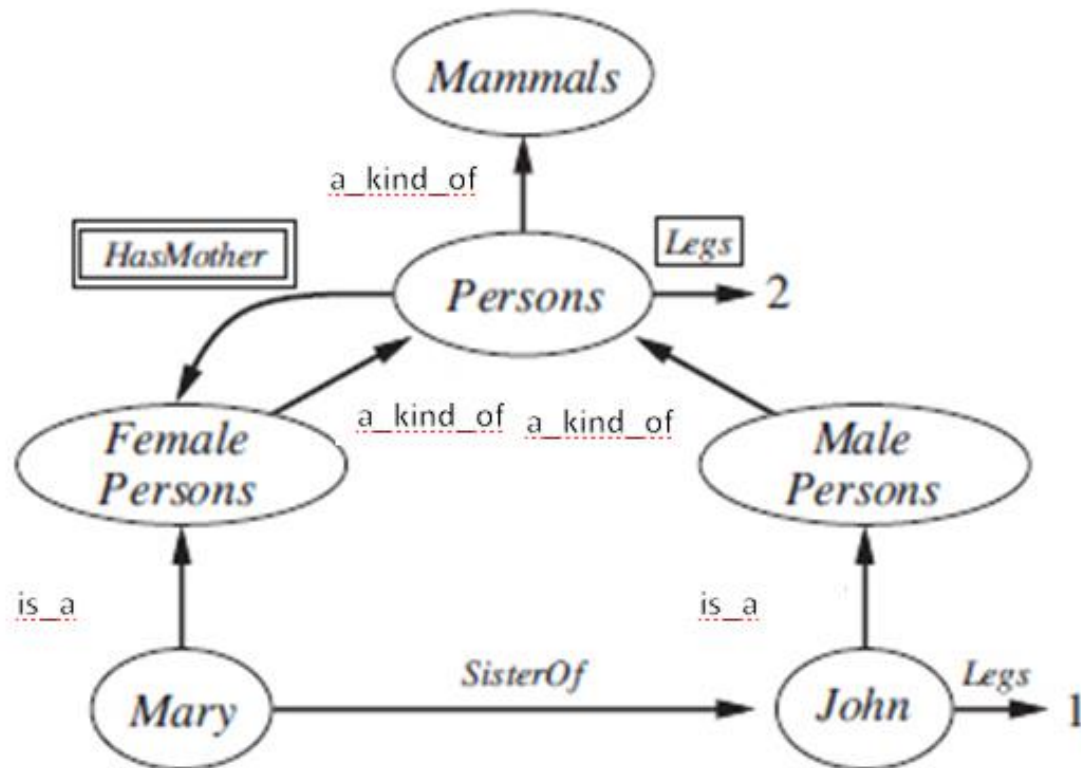 Mammals
a_kind_of
HasMother
Legs
Persons
2
a_kind_of a_kind_of
Female
Persons
Male
Persons
is_a
is_a
SisterOf
Legs
Mary
John
1